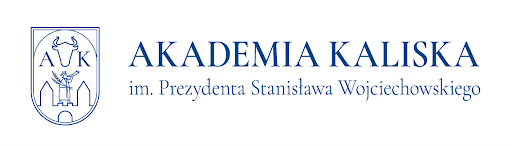 A K
AKADEMIA KALISKA
im. Prezydenta Stanisława Wojciechowskiego